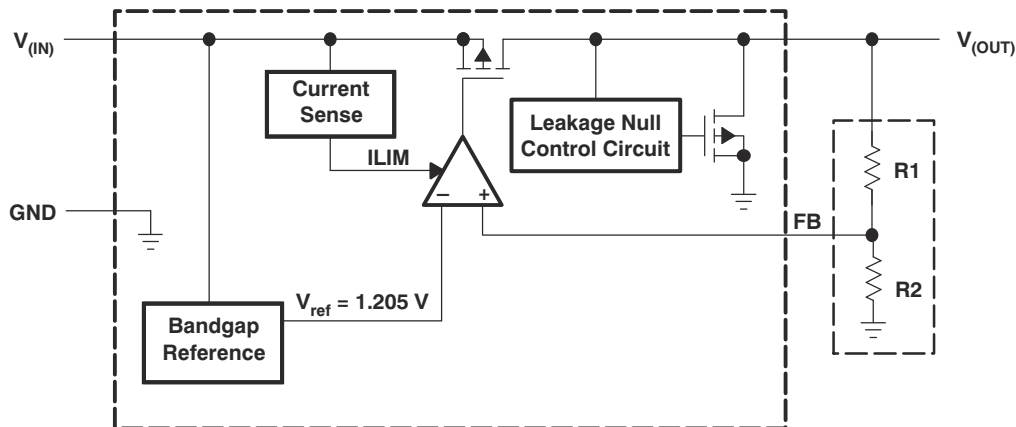 V(IN)
V(OUT)
Current
Sense
Leakage Null
Control Circuit
ILIM
R1
− +
GND
FB
R2
Vref = 1.205 V
Bandgap
Reference